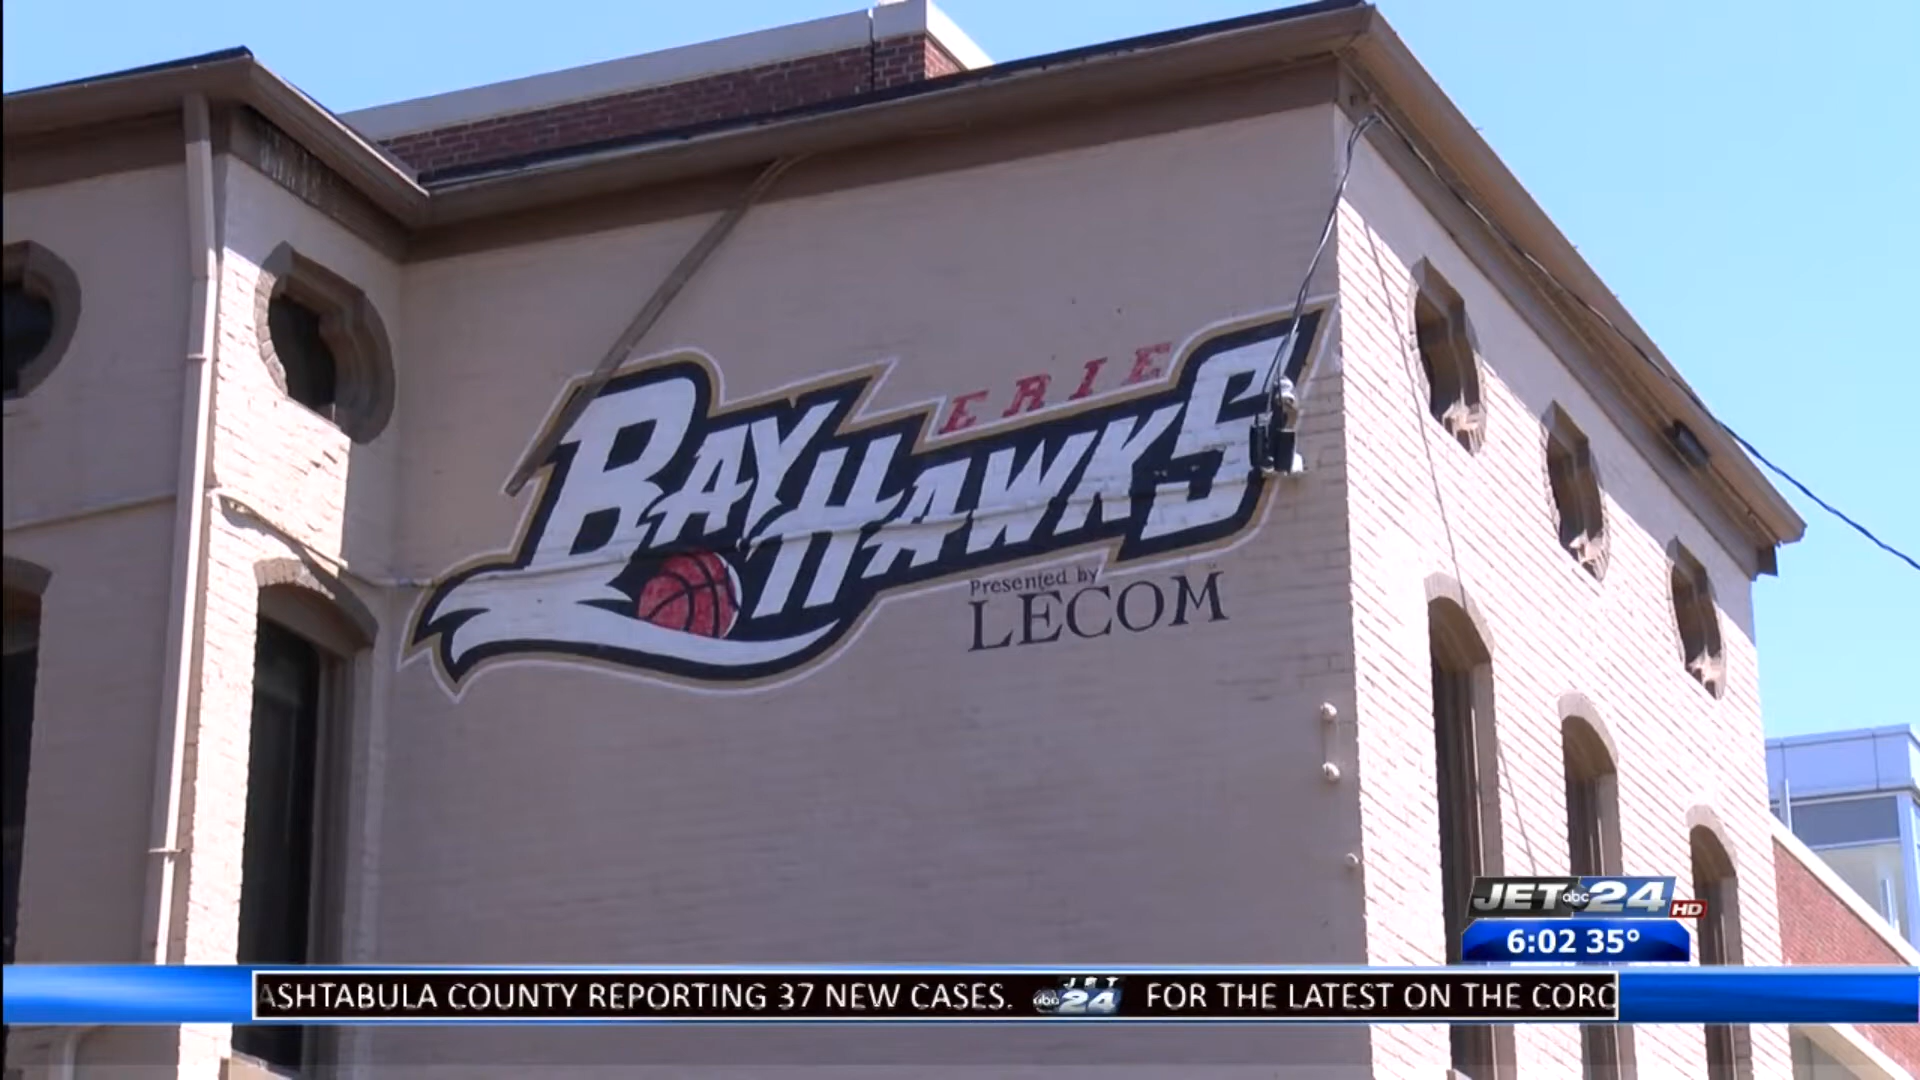 ERIE
BAYHAWKS
Presented by
LECOM
JET abc 24 HD
6:02 35°
ASHTABULA COUNTY REPORTING 37 NEW CASES. abc JET 24 FOR THE LATEST ON THE CORO